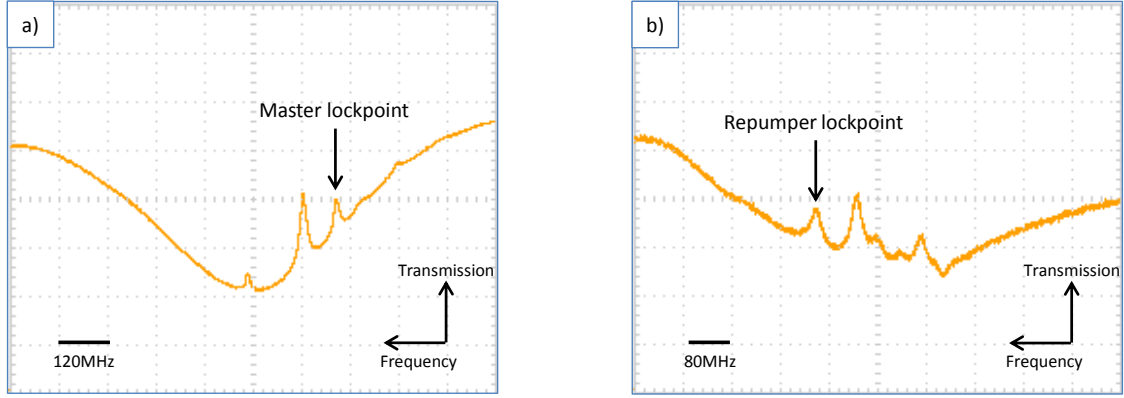 a)
Master lockpoint
Transmission
Frequency
120MHz
b)
Repumper lockpoint
Transmission
Frequency
80MHz